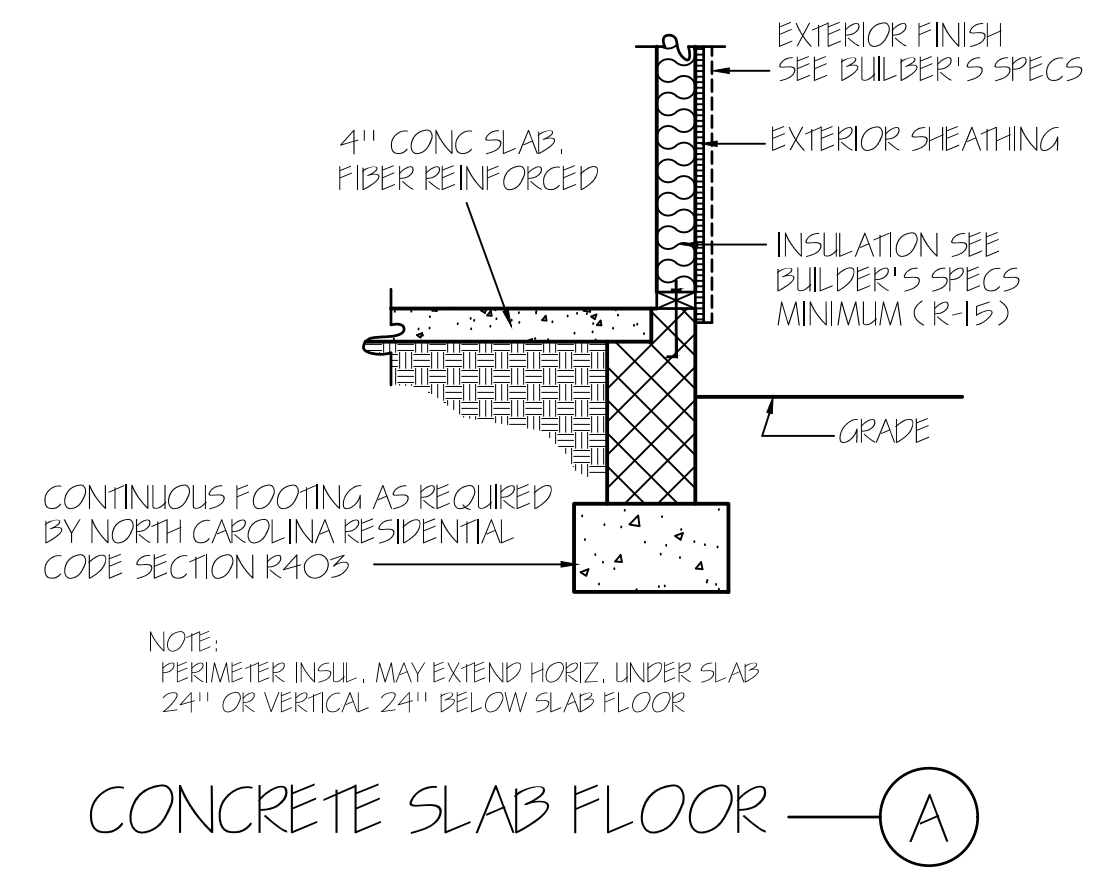 EXTERIOR FINISH
SEE BUILBER'S SPECS
EXTERIOR SHEATHING
4" CONC SLAB,
FIBER REINFORCED
INSULATION SEE
BUILDER'S SPECS
MINIMUM (R-15)
GRADE
CONTINUOUS FOOTING AS REQUIRED
BY NORTH CAROLINA RESIDENTIAL
CODE SECTION R403
NOTE:
PERIMETER INSUL. MAY EXTEND HORIZ. UNDER SLAB
24" OR VERTICAL 24" BELOW SLAB FLOOR
CONCRETE SLAB FLOOR A